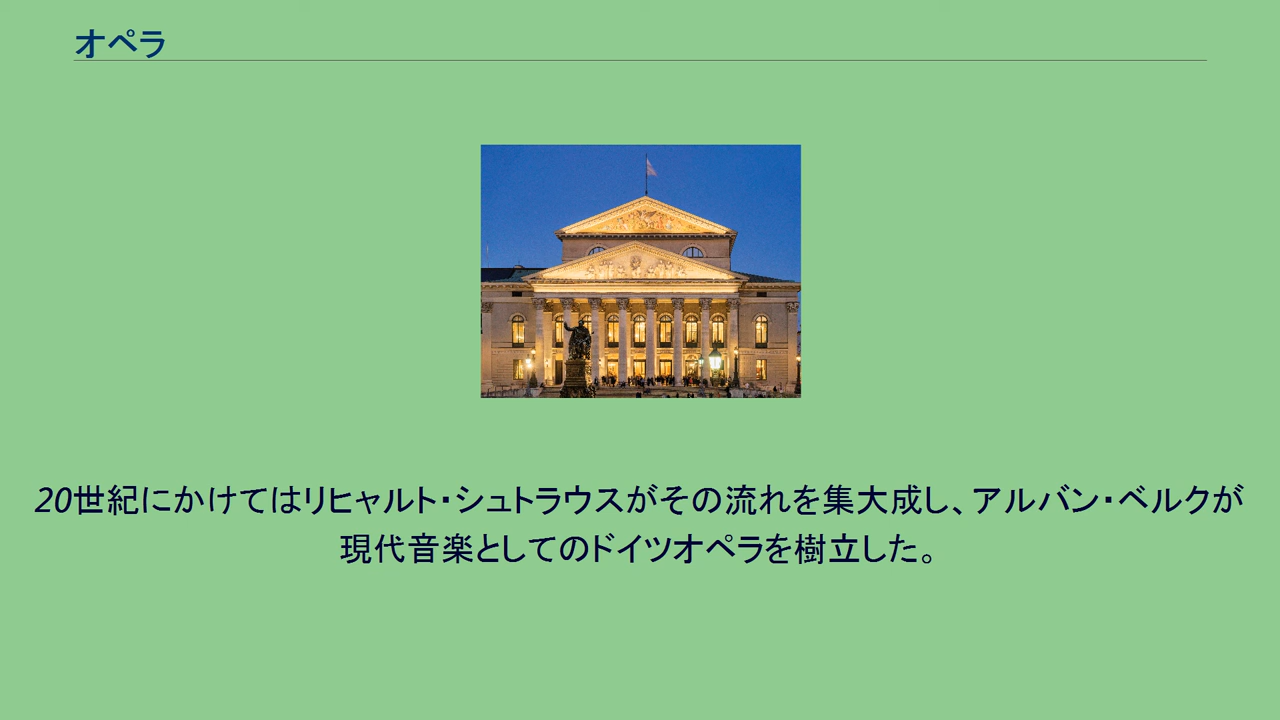 オペラ
20世紀にかけてはリヒャルト・シュトラウスがその流れを集大成し、アルバン・ベルクが
現代音楽としてのドイツオペラを樹立した。